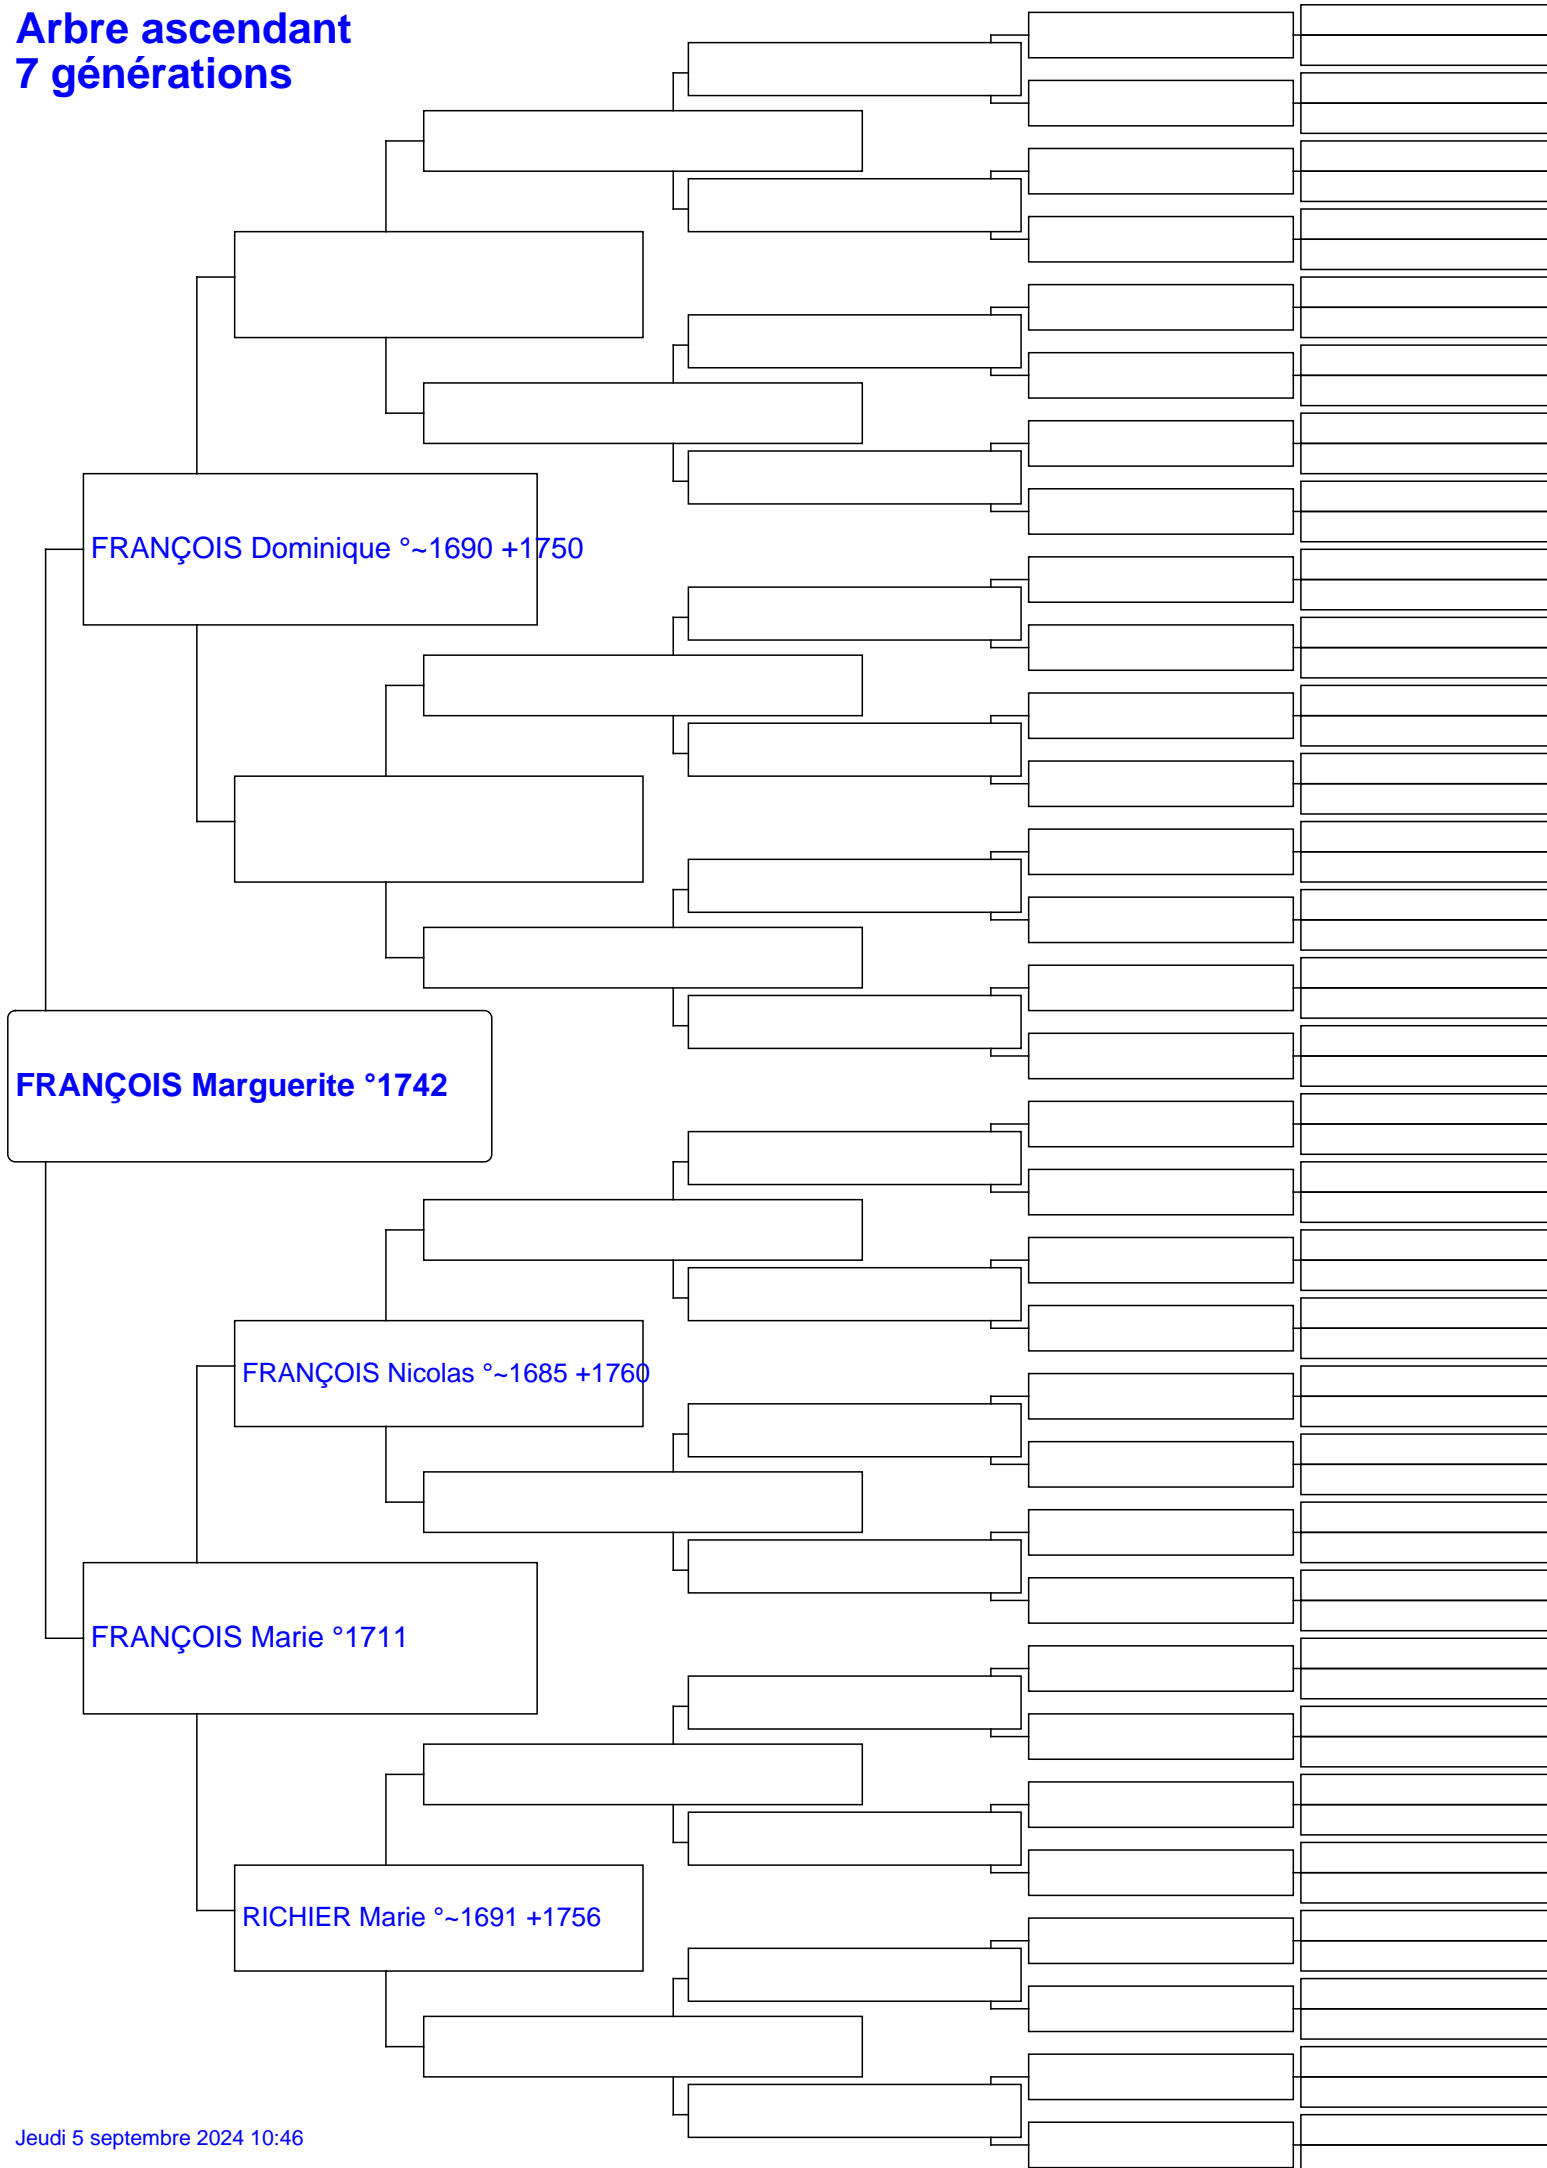 Arbre ascendant
7 générations
FRANÇOIS Dominique °~1690 +1750
FRANÇOIS Marguerite °1742
FRANÇOIS Nicolas °~1685 +1760
FRANÇOIS Marie °1711
RICHIER Marie °~1691 +1756
Jeudi 5 septembre 2024 10:46